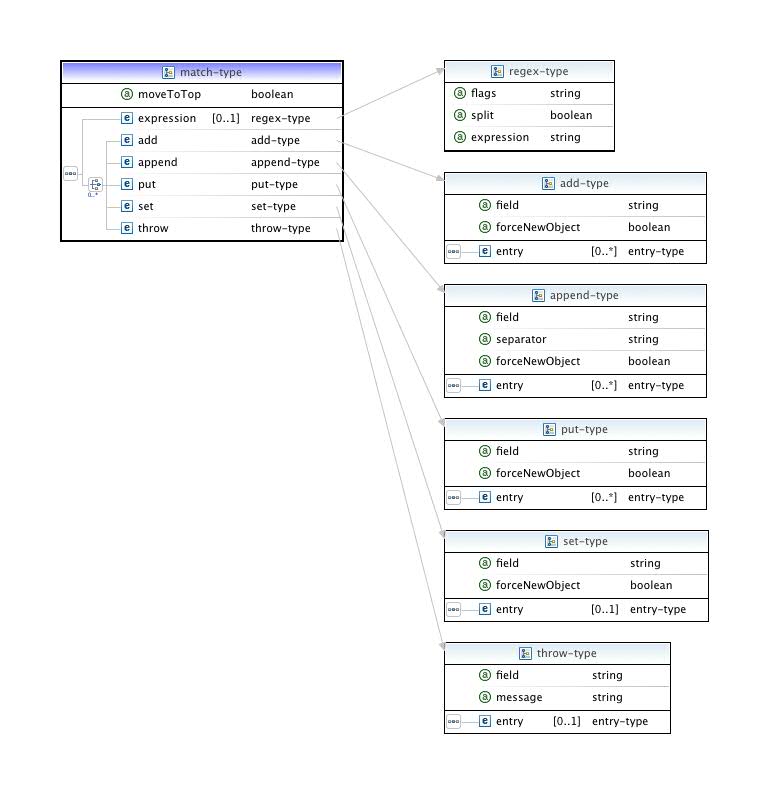 match-type
moveToTop boolean
expression [0..1] regex-type
add add-type
append append-type
put put-type
set set-type
throw throw-type
regex-type
flags string
split boolean
expression string
add-type
field string
forceNewObject boolean
entry [0..*] entry-type
append-type
field string
separator string
forceNewObject boolean
entry [0..*] entry-type
put-type
field string
forceNewObject boolean
entry [0..*] entry-type
set-type
field string
forceNewObject boolean
entry [0..1] entry-type
throw-type
field string
message string
entry [0..1] entry-type